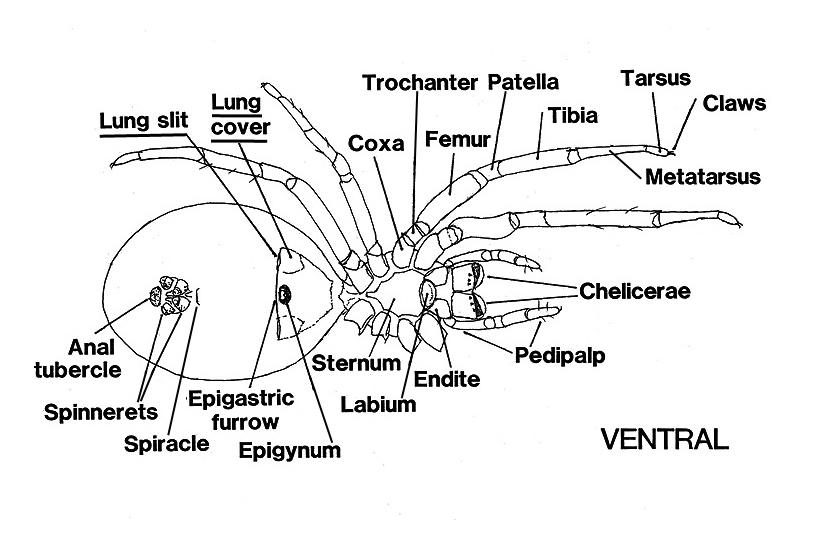 Trochanter Patella
Tarsus
Claws
Lung
cover
Lung slit
Tibia
Femur
Coxa
Metatarsus
Chelicerae
Anal
tubercle
Sternum
Pedipalp
Endite
Epigastric
furrow
Labium
Spinnerets
Spiracle
Epigynum
VENTRAL